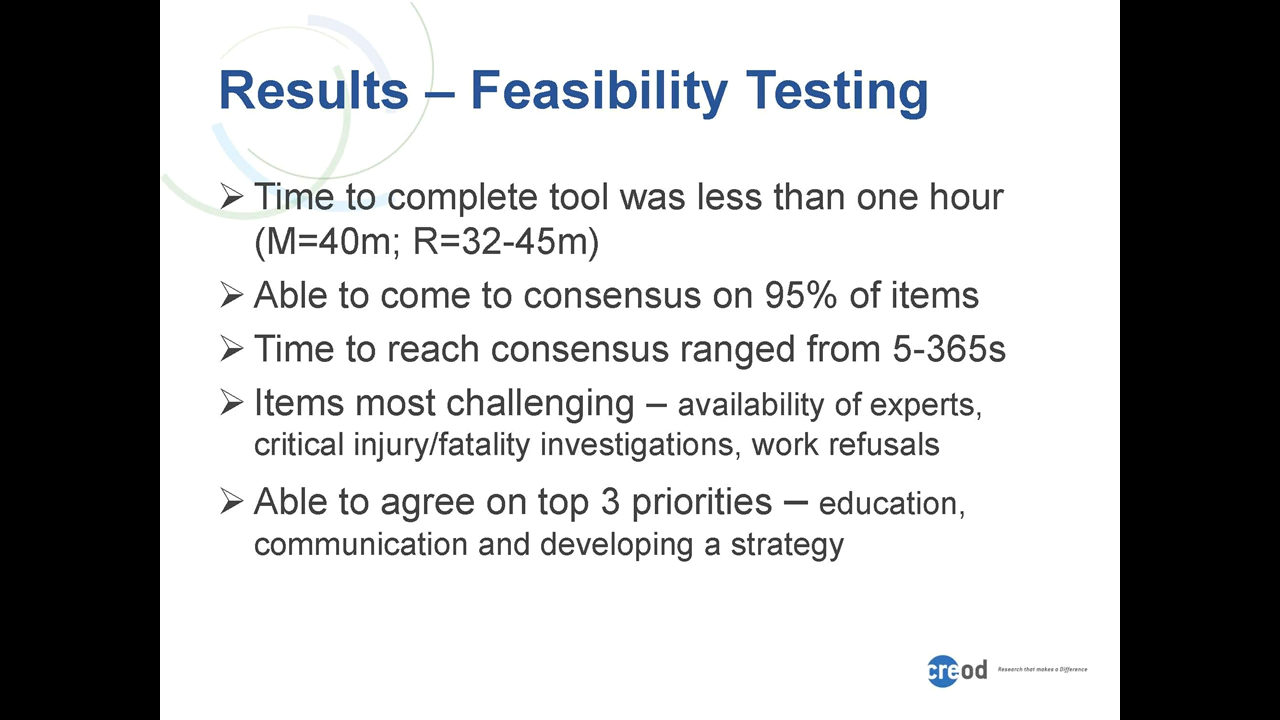 Results – Feasibility Testing
➢ Time to complete tool was less than one hour
(M=40m; R=32-45m)
➢ Able to come to consensus on 95% of items
➢ Time to reach consensus ranged from 5-365s
➢ Items most challenging – availability of experts,
critical injury/fatality investigations, work refusals
➢ Able to agree on top 3 priorities – education,
communication and developing a strategy
creod Research that makes a Difference